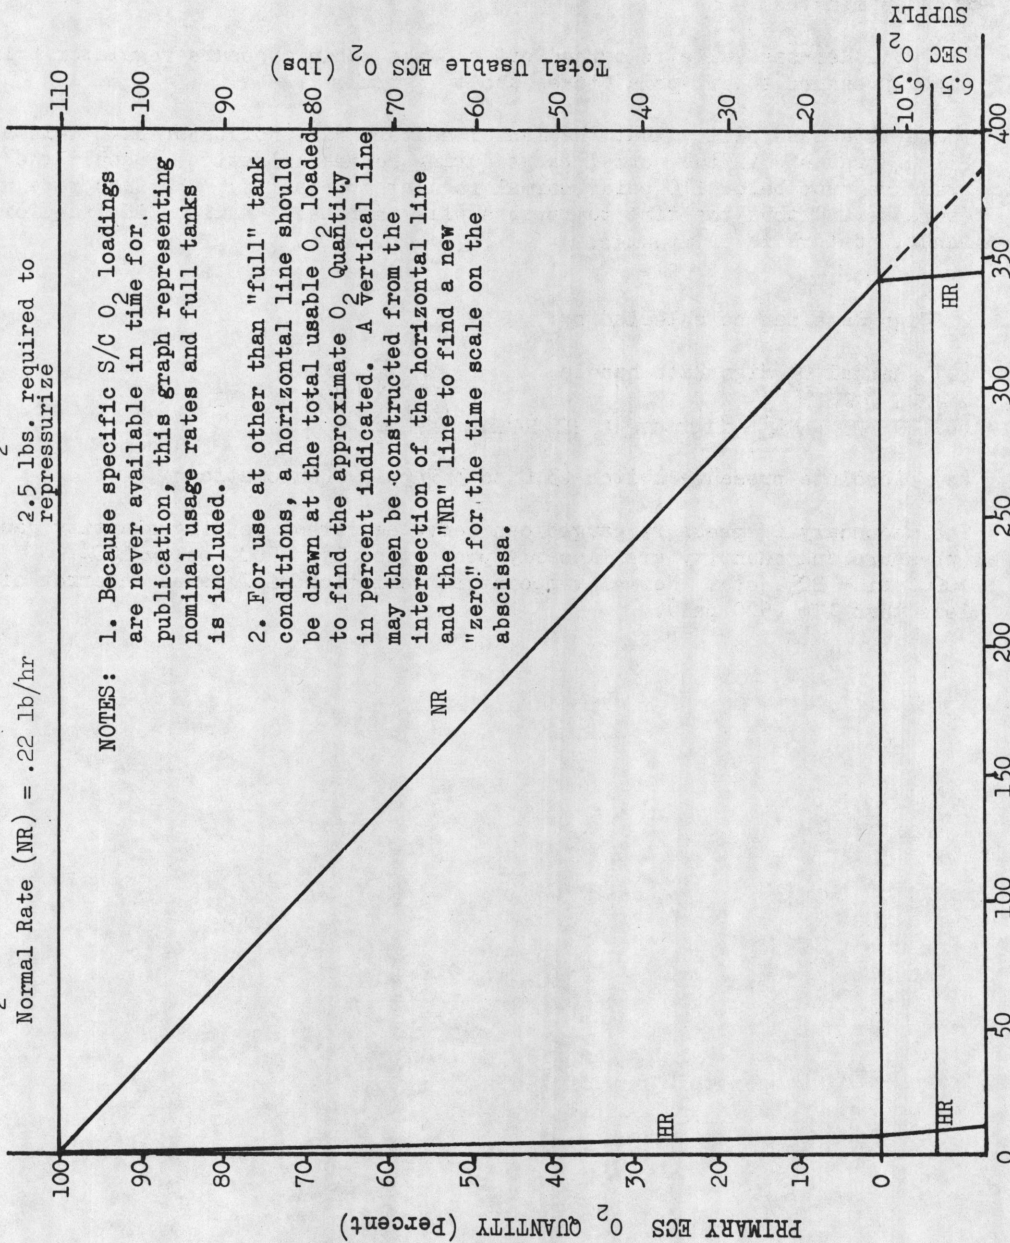 2
Normal Rate (NR) = .22 lb/hr
2
2.5 lbs. required to
repressurize
NOTES: 1. Because specific S/C O2 loadings
are never available in time for
publication, this graph representing
nominal usage rates and full tanks
is included.
2. For use at other than "full" tank
conditions, a horizontal line should
be drawn at the total usable O2 loaded
to find the approximate O2 Quantity
in percent indicated. A vertical line
may then be constructed from the
intersection of the horizontal line
and the "NR" line to find a new
"zero" for the time scale on the
abscissc.
PRIMARY ECS O2 QUANTITY (Percent)
100
90
80
70
60
50
40
30
20
10
0
Total Usable ECS O2 (lbs)
110
100
90
80
70
60
50
40
30
20
10
6.5
6.5
SEC O2
SUPPLY
NR
HR
HR
HR
0
50
100
150
200
250
300
350
400